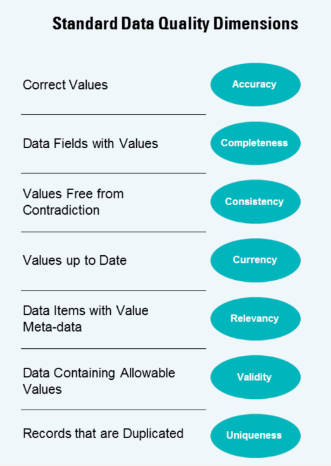 Standard Data Quality Dimensions
Correct Values
Accuracy
Data Fields with Values
Completeness
Values Free from
Contradiction
Consistency
Values up to Date
Currency
Data Items with Value
Meta-data
Relevancy
Data Containing Allowable
Values
Validity
Records that are Duplicated
Uniqueness